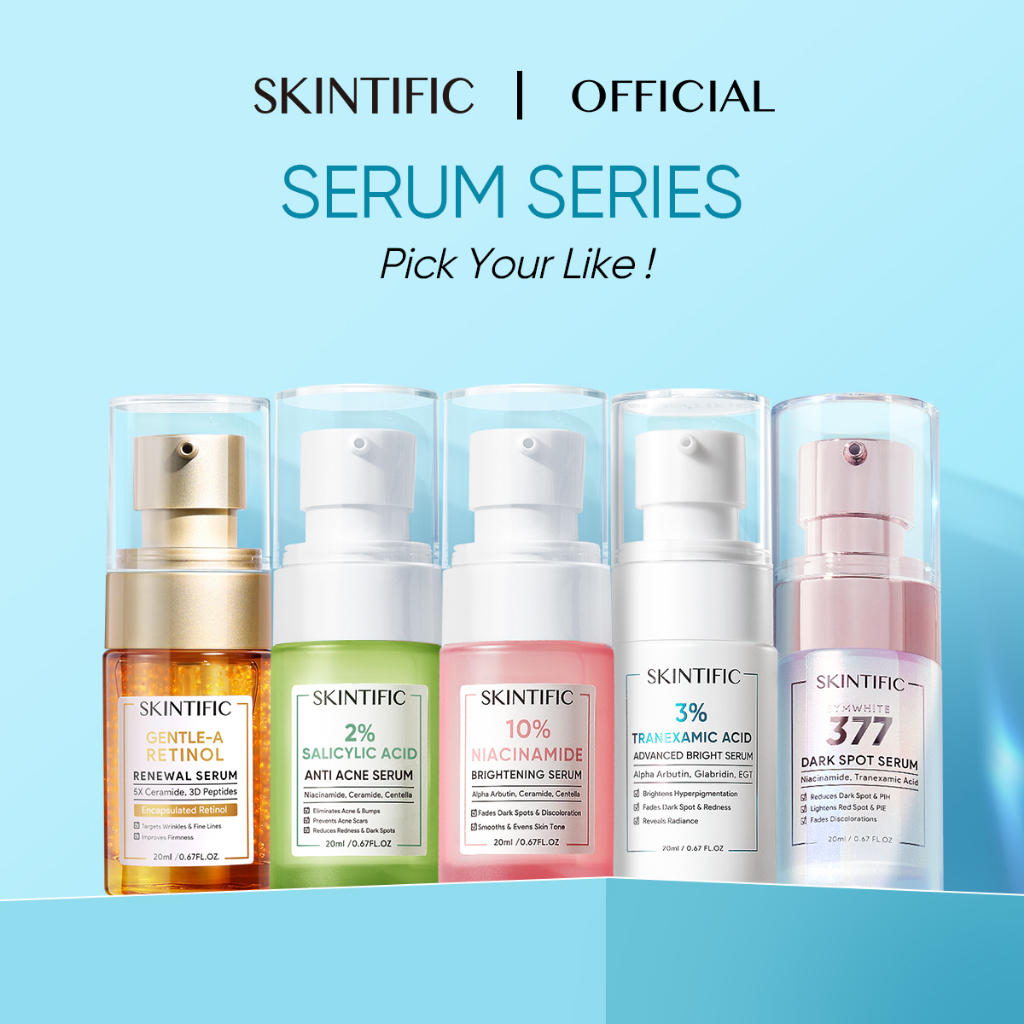 SKINTIFIC | OFFICIAL
SERUM SERIES
Pick Your Like !
SKINTIFIC
GENTLE-A
RETINOL
RENEWAL SERUM
5X Ceramide, 3D Peptides
Encapsulated Retinol
Targets Wrinkles & Fine Lines
Improves Firmness
20ml / 0.67FL.OZ.
SKINTIFIC
2%
SALICYLIC ACID
ANTI ACNE SERUM
Niacinamide, Ceramide, Centella
Eliminates Acne & Bumps
Prevents Acne Scars
Reduces Redness & Dark Spots
20ml / 0.67FL.OZ.
SKINTIFIC
10%
NIACINAMIDE
BRIGHTENING SERUM
Alpha Arbutin, Ceramide, Centella
Fades Dark Spots & Discoloration
Smooths & Evens Skin Tone
20ml / 0.67FL.OZ.
SKINTIFIC
3%
TRANEXAMIC ACID
ADVANCED BRIGHT SERUM
Alpha Arbutin, Glabridin, EGT
Brightens Hyperpigmentation
Fades Dark Spot & Redness
Reveals Radiance
20ml / 0.67 FL.OZ
SKINTIFIC
SYMWHITE
377
DARK SPOT SERUM
Niacinamide, Tranexamic Acid
Reduces Dark Spot & PIH
Lightens Red Spot & PIE
Fades Discolorations
20ml / 0.67 FL.OZ